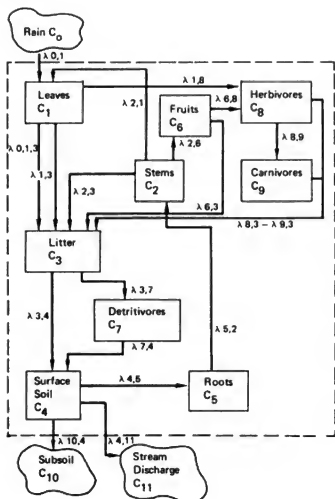 Rain C₀
λ 0,1
Leaves
C₁
λ 1,8
Herbivores
C₈
λ 2,1
Fruits
C₆
λ 6,8
λ 8,9
λ 0,1,3
λ 1,3
λ 2,6
Carnivores
C₉
Stems
C₂
λ 2,3
λ 6,3
λ 8,3 – λ 9,3
Litter
C₃
λ 3,7
λ 3,4
Detritivores
C₇
λ 5,2
λ 7,4
Surface
Soil
C₄
λ 4,5
Roots
C₅
λ 10,4
λ 4,11
Subsoil
C₁₀
Stream
Discharge
C₁₁